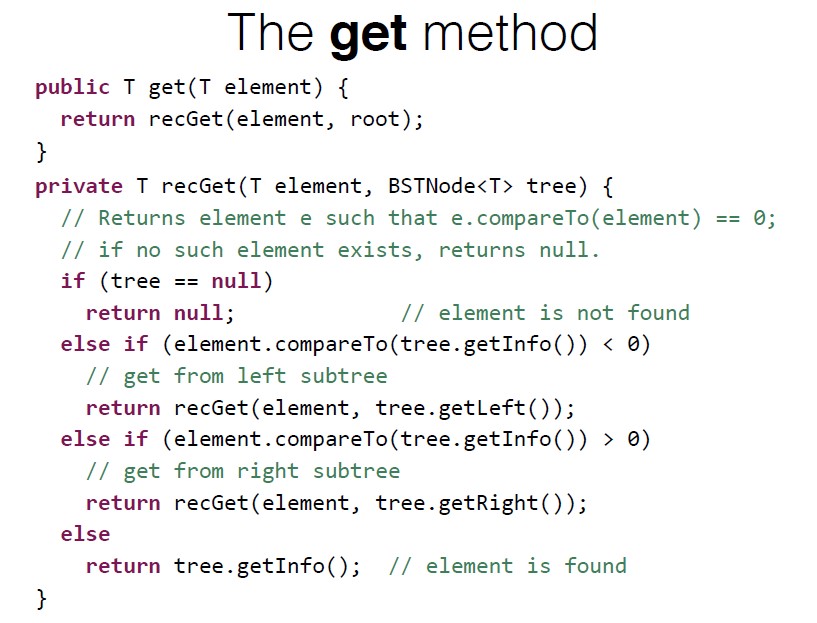 The get method
public T get(T element) {
return recGet(element, root);
}
private T recGet(T element, BSTNode<T> tree) {
// Returns element e such that e.compareTo(element) == 0;
// if no such element exists, returns null.
if (tree == null)
return null; // element is not found
else if (element.compareTo(tree.getInfo()) < 0)
// get from left subtree
return recGet(element, tree.getLeft());
else if (element.compareTo(tree.getInfo()) > 0)
// get from right subtree
return recGet(element, tree.getRight());
else
return tree.getInfo(); // element is found
}